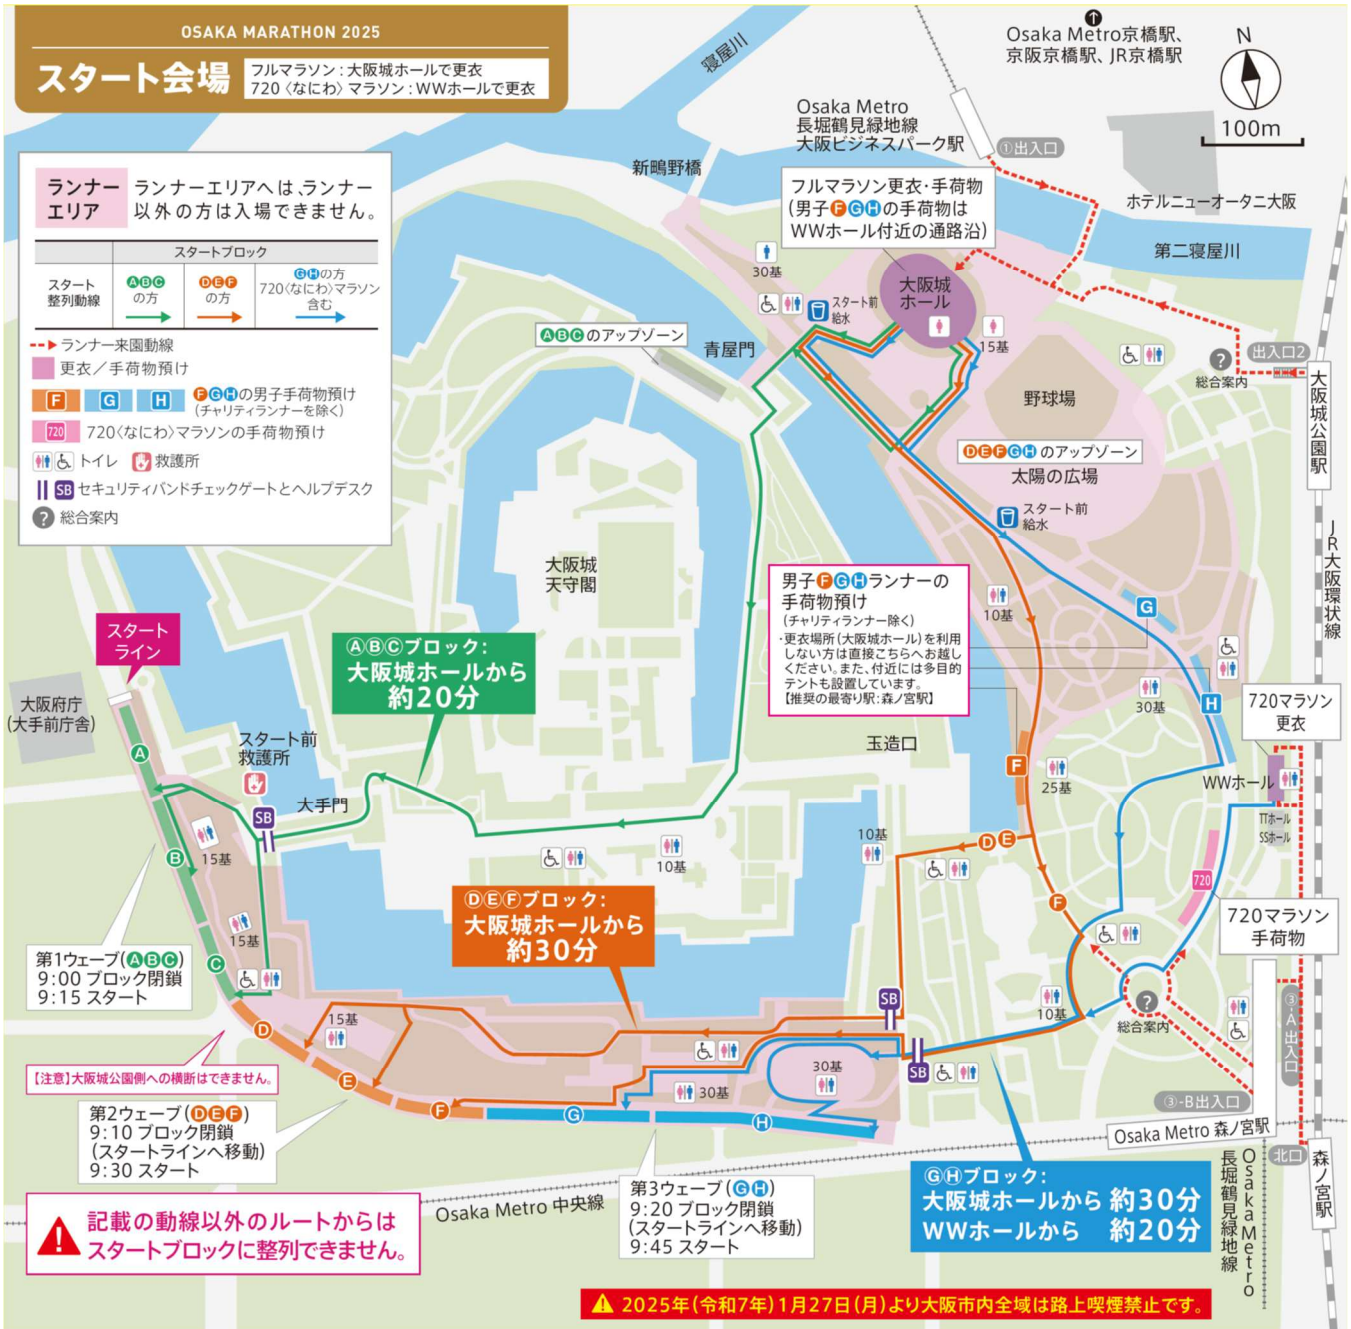 OSAKA MARATHON 2025
スタート会場
フルマラソン：大阪城ホールで更衣
720〈なにわ〉マラソン：WWホールで更衣
Osaka Metro京橋駅、
京阪京橋駅、JR京橋駅
N
100m
寝屋川
Osaka Metro
長堀鶴見緑地線
大阪ビジネスパーク駅
①出入口
新鴫野橋
ホテルニューオータニ大阪
第二寝屋川
ランナー
エリア
ランナーエリアへは、ランナー
以外の方は入場できません。
スタートブロック
スタート
整列動線
ABC
の方
DEF
の方
GHの方
720〈なにわ〉マラソン
含む
ランナー来園動線
更衣／手荷物預け
F G H FGHの男子手荷物預け
(チャリティランナーを除く)
720 720〈なにわ〉マラソンの手荷物預け
トイレ 救護所
SB セキュリティバンドチェックゲートとヘルプデスク
? 総合案内
フルマラソン更衣・手荷物
(男子FGHの手荷物は
WWホール付近の通路沿)
30基
大阪城
ホール
スタート前
給水
15基
ABCのアップゾーン
青屋門
?
総合案内
出入口2
大阪城公園駅
野球場
DEFGHのアップゾーン
太陽の広場
スタート前
給水
JR大阪環状線
大阪城
天守閣
男子FGHランナーの
手荷物預け
(チャリティランナー除く)
・更衣場所(大阪城ホール)を利用
しない方は直接こちらへお越し
ください。また、付近には多目的
テントも設置しています。
【推奨の最寄り駅：森ノ宮駅】
10基
G
H
30基
スタート
ライン
ABCブロック：
大阪城ホールから
約20分
大阪府庁
(大手前庁舎)
720マラソン
更衣
玉造口
A
スタート前
救護所
大手門
SB
F
25基
WWホール
TTホール
SSホール
B
15基
10基
10基
D E
720
F
DEFブロック：
大阪城ホールから
約30分
720マラソン
手荷物
15基
C
第1ウェーブ(ABC)
9:00 ブロック閉鎖
9:15 スタート
SB
10基
?
総合案内
③-A出入口
D
15基
E
F
【注意】大阪城公園側への横断はできません。
30基
30基
SB
G
H
③-B出入口
Osaka Metro 森ノ宮駅
北口
森ノ宮駅
第2ウェーブ(DEF)
9:10 ブロック閉鎖
(スタートラインへ移動)
9:30 スタート
Osaka Metro
長堀鶴見緑地線
Osaka Metro 中央線
第3ウェーブ(GH)
9:20 ブロック閉鎖
(スタートラインへ移動)
9:45 スタート
GHブロック：
大阪城ホールから 約30分
WWホールから 約20分
記載の動線以外のルートからは
スタートブロックに整列できません。
2025年(令和7年)1月27日(月)より大阪市内全域は路上喫煙禁止です。